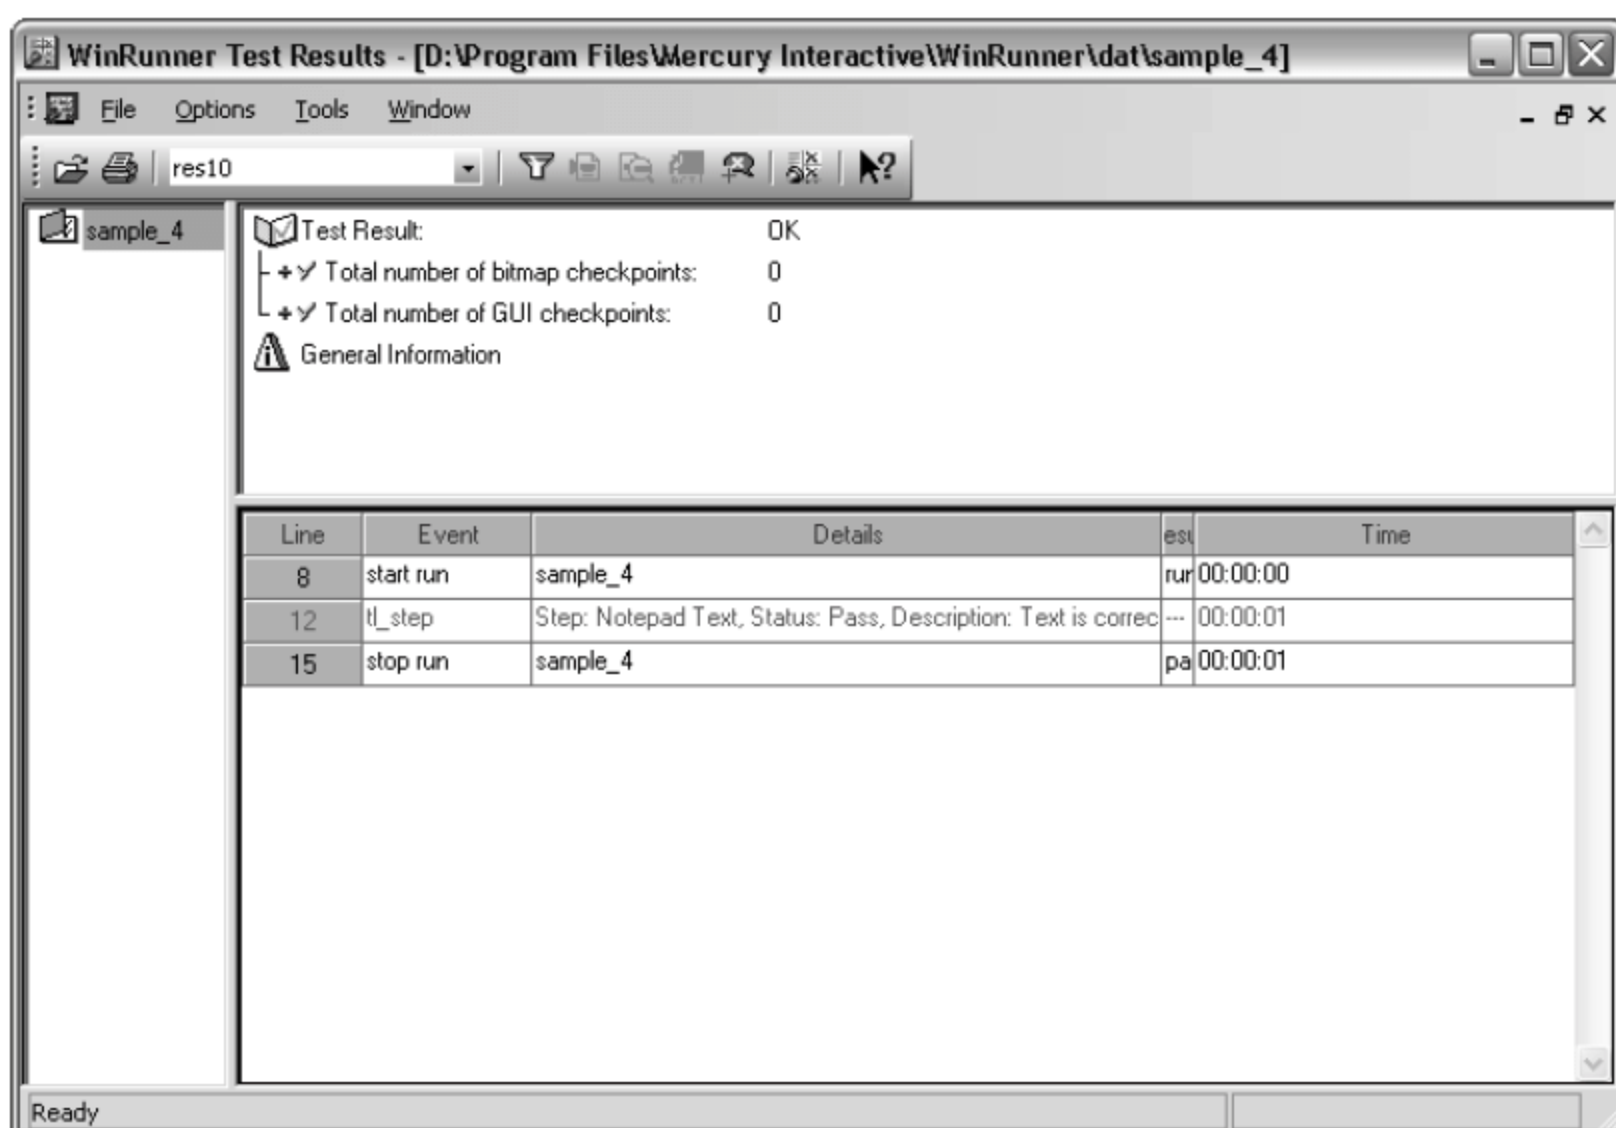 WinRunner Test Results - [D:\Program Files\Mercury Interactive\WinRunner\dat\sample_4]
File Options Tools Window
res10
sample_4
Test Result: OK
Total number of bitmap checkpoints: 0
Total number of GUI checkpoints: 0
General Information
Line Event Details esu Time
8 start run sample_4 run 00:00:00
12 tl_step Step: Notepad Text, Status: Pass, Description: Text is correc --- 00:00:01
15 stop run sample_4 pa 00:00:01
Ready